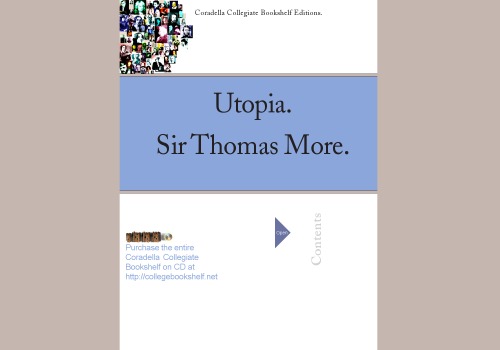 Coradella Collegiate Bookshelf Editions.
Utopia.
Sir Thomas More.
Open
Contents
Purchase the entire
Coradella Collegiate
Bookshelf on CD at
http://collegebookshelf.net